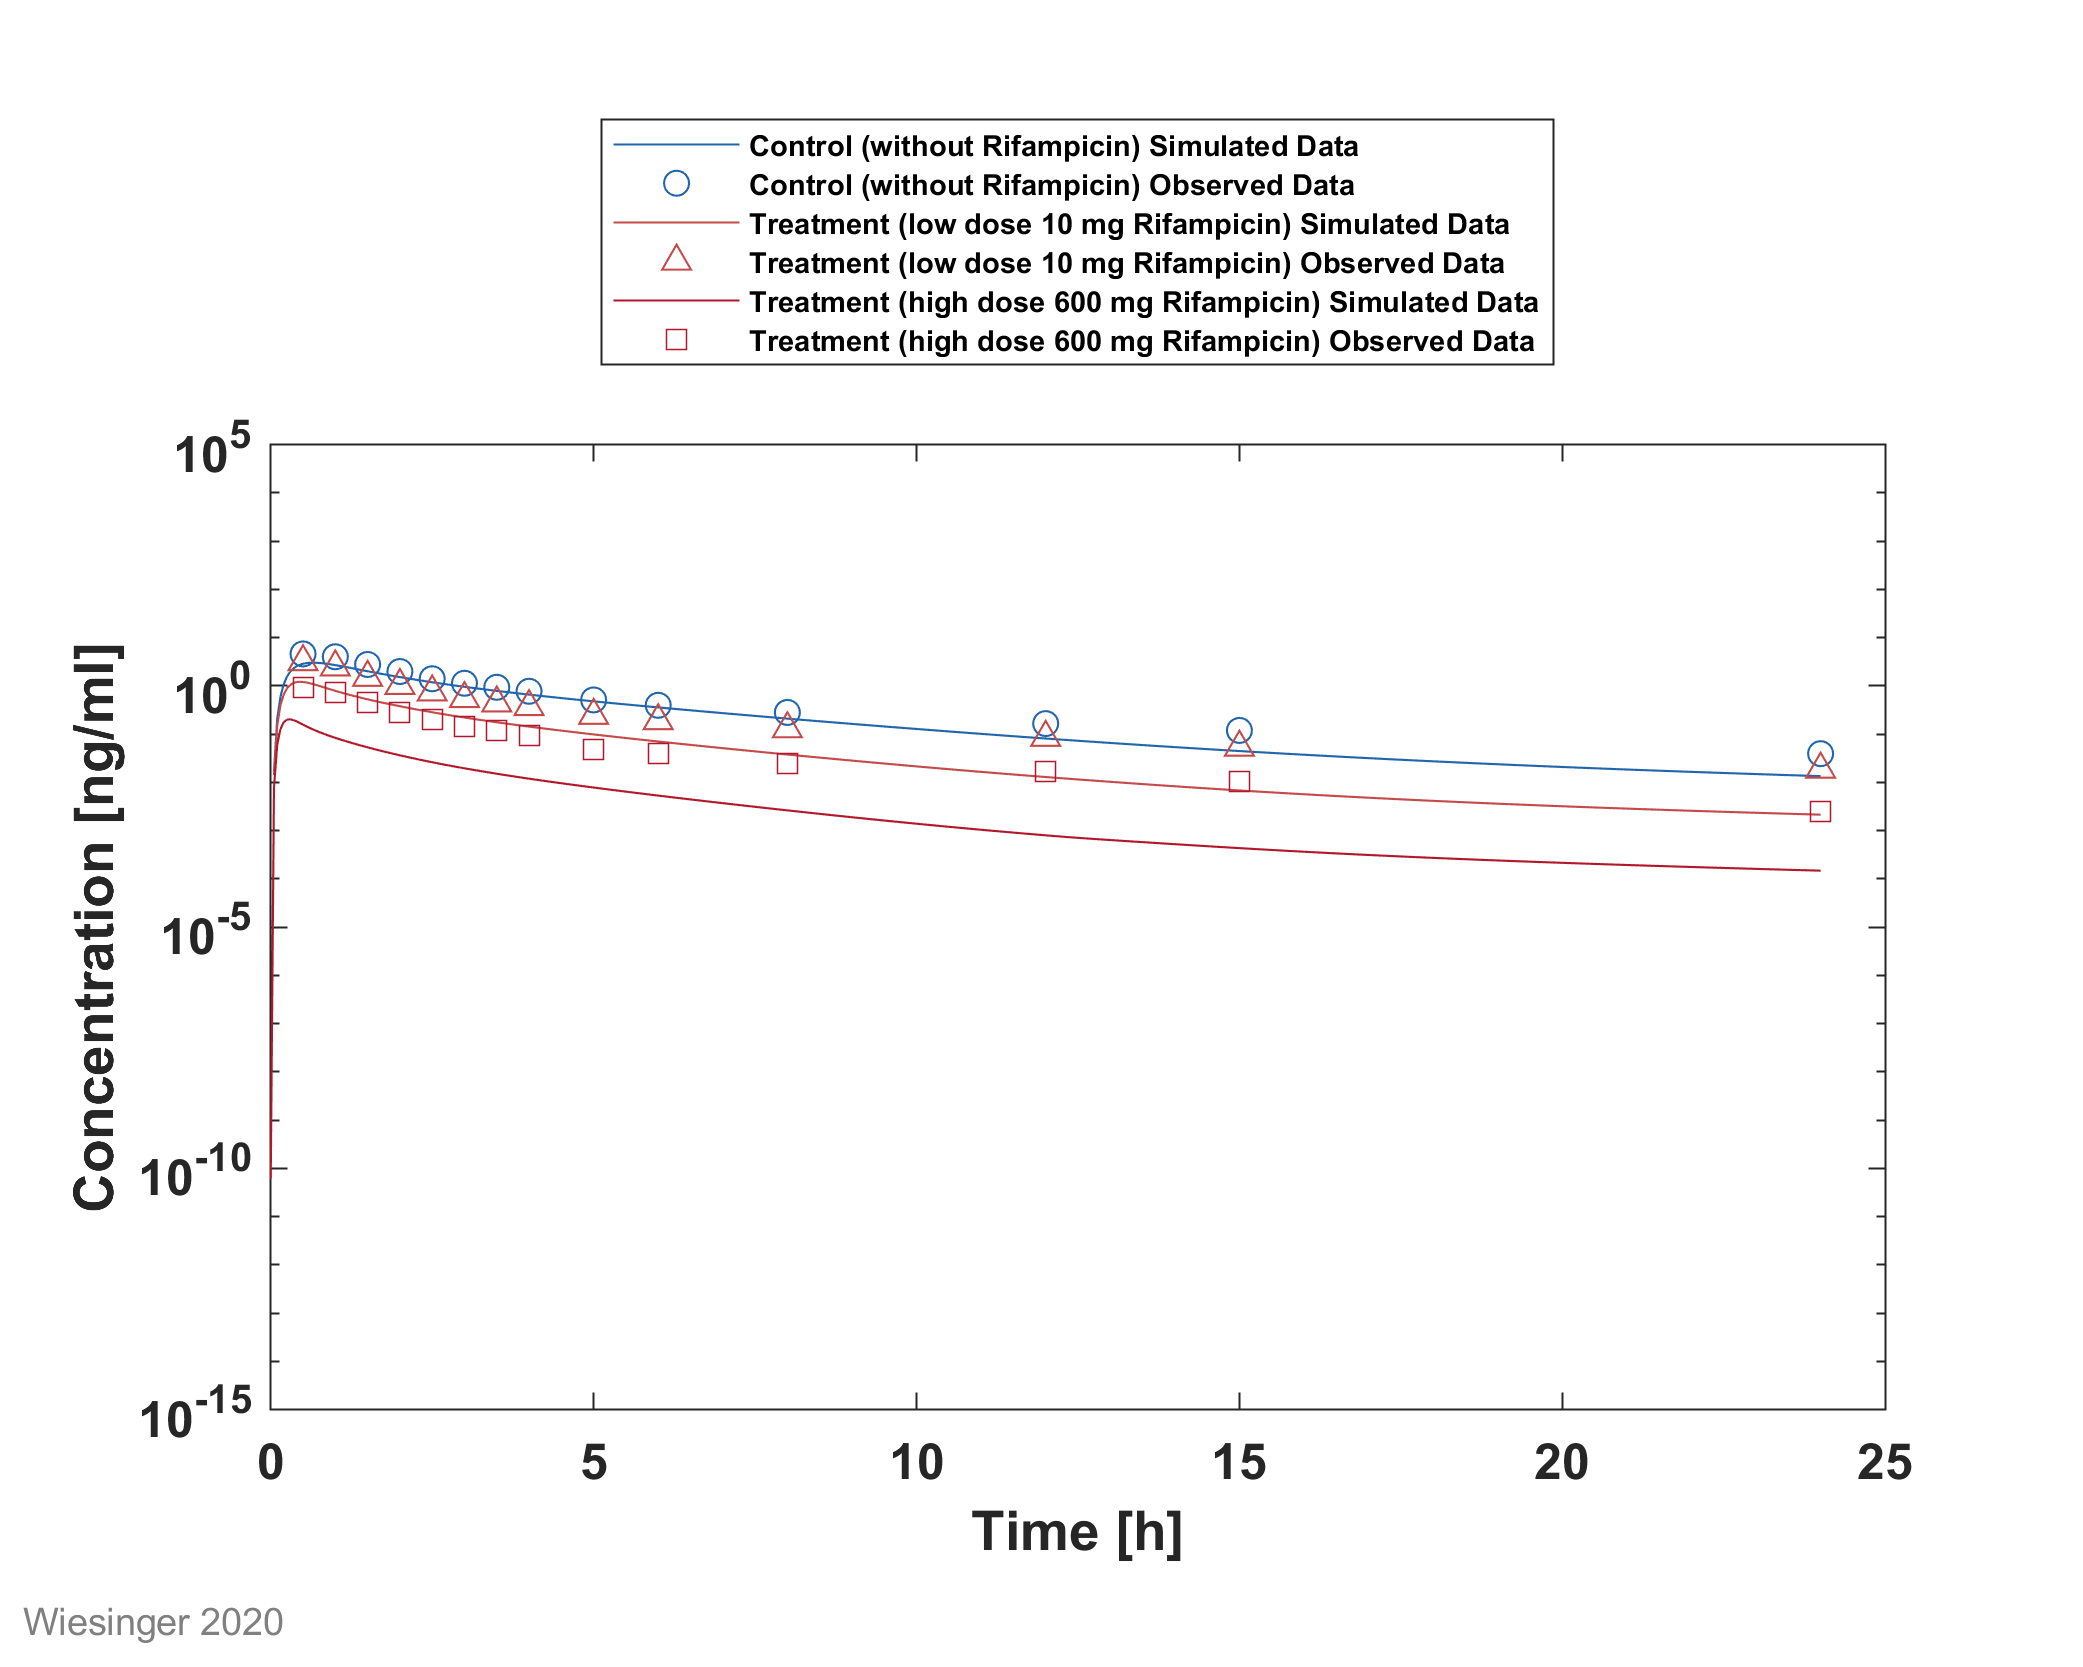 Control (without Rifampicin) Simulated Data
Control (without Rifampicin) Observed Data
Treatment (low dose 10 mg Rifampicin) Simulated Data
Treatment (low dose 10 mg Rifampicin) Observed Data
Treatment (high dose 600 mg Rifampicin) Simulated Data
Treatment (high dose 600 mg Rifampicin) Observed Data
10^5
10^0
10^-5
10^-10
10^-15
Concentration [ng/ml]
0 5 10 15 20 25
Time [h]
Wiesinger 2020